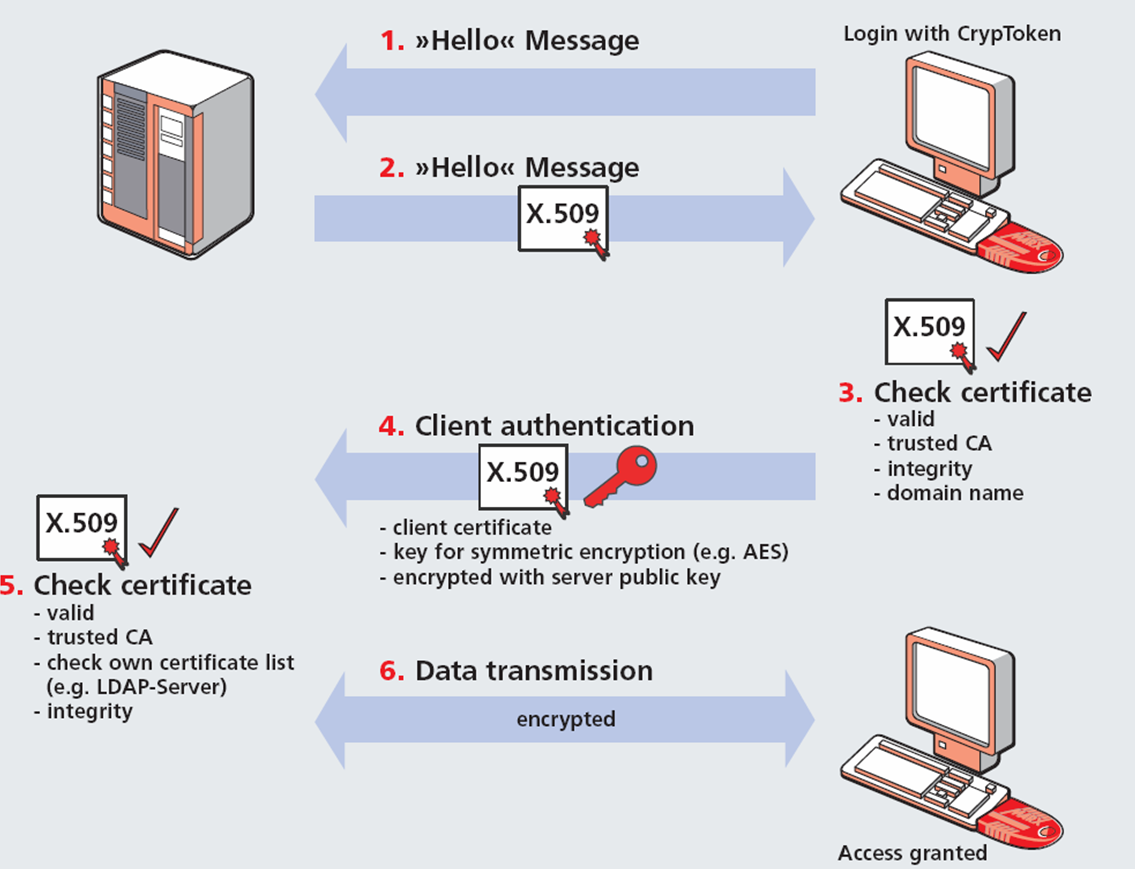 1. »Hello« Message
Login with CrypToken
2. »Hello« Message
X.509
X.509
3. Check certificate
- valid
- trusted CA
- integrity
- domain name
4. Client authentication
X.509
- client certificate
- key for symmetric encryption (e.g. AES)
- encrypted with server public key
X.509
5. Check certificate
- valid
- trusted CA
- check own certificate list
(e.g. LDAP-Server)
- integrity
6. Data transmission
encrypted
Access granted